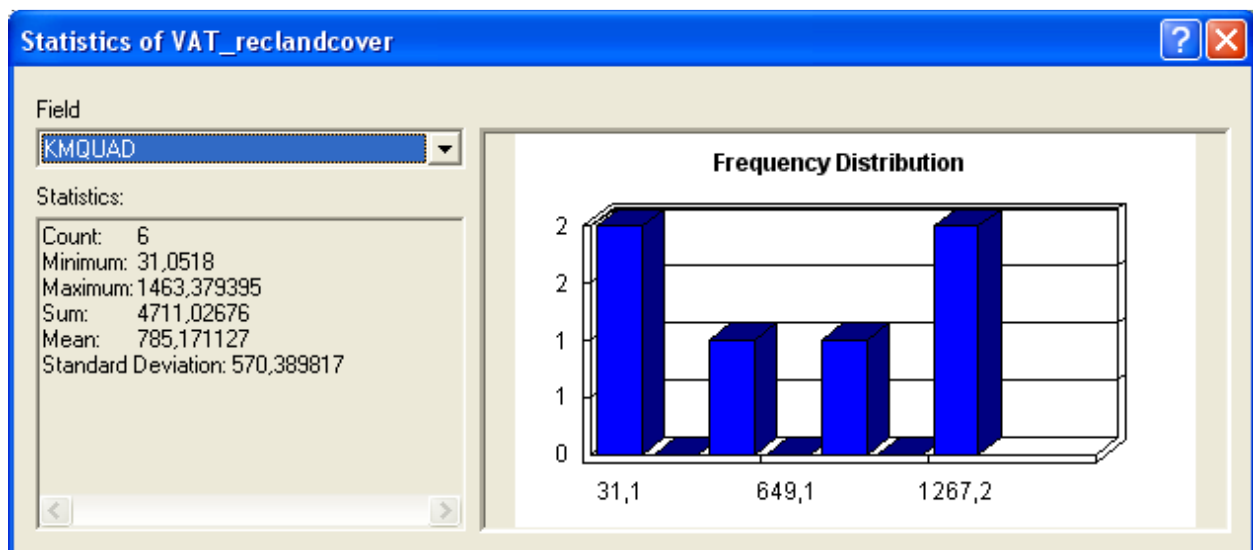 Statistics of VAT_reclandcover
Field
KMQUAD
Statistics:
Count: 6
Minimum: 31,0518
Maximum: 1463,379395
Sum: 4711,02676
Mean: 785,171127
Standard Deviation: 570,389817
Frequency Distribution
2
2
1
1
0
31,1 649,1 1267,2